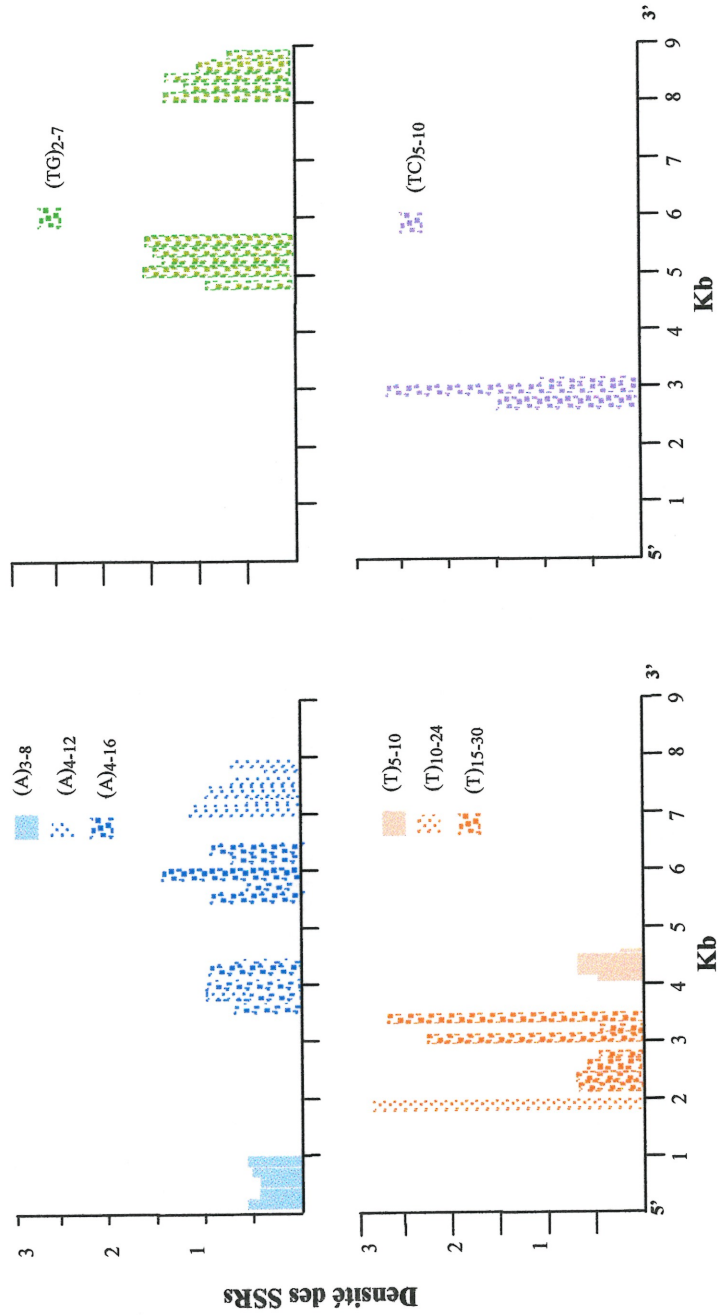 Densité des SSRs
3
2
1
(A)3-8
(A)4-12
(A)4-16
(TG)2-7
3
2
1
(T)5-10
(T)10-24
(T)15-30
5’
1
2
3
4
5
6
7
8
9
3’
Kb
(TC)5-10
5’
1
2
3
4
5
6
7
8
9
3’
Kb